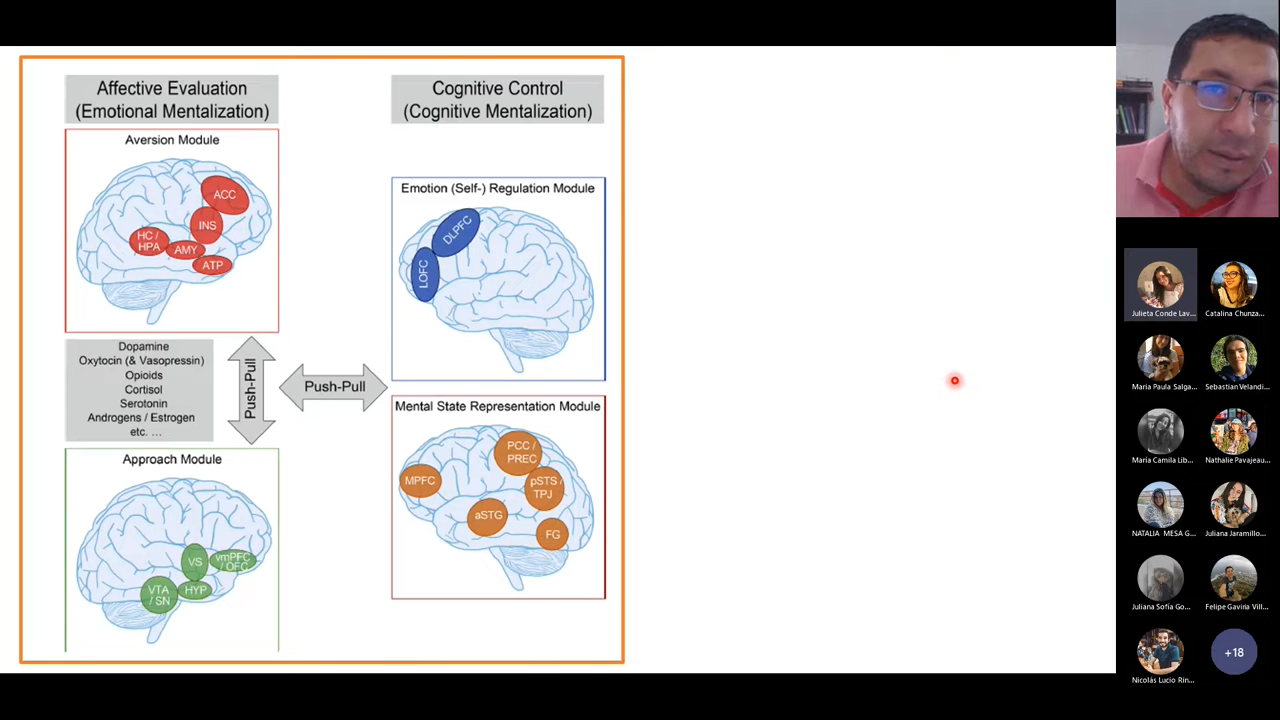 Affective Evaluation
(Emotional Mentalization)
Aversion Module
ACC
INS
HC /
HPA
AMY
ATP
Dopamine
Oxytocin (& Vasopressin)
Opioids
Cortisol
Serotonin
Androgens / Estrogen
etc. ...
Push-Pull
Push-Pull
Approach Module
VS
vmPFC
/ OFC
VTA
/ SN
HYP
Cognitive Control
(Cognitive Mentalization)
Emotion (Self-) Regulation Module
DLPFC
LOFC
Mental State Representation Module
PCC /
PREC
MPFC
pSTS /
TPJ
aSTG
FG
Julieta Conde Lav...
Catalina Chunza...
Maria Paula Salga...
Sebastian Velandi...
María Camila Lib...
Nathalie Pavajeau...
NATALIA MESA G...
Juliana Jaramillo...
Juliana Sofía Go...
Felipe Gaviria Vill...
Nicolás Lucio Rin...
+18